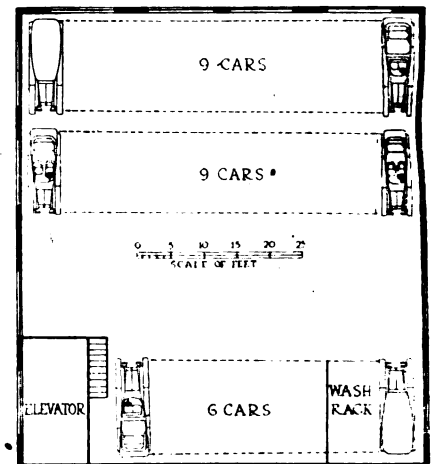 9 CARS
9 CARS
0 5 10 15 20 25
SCALE OF FEET
ELEVATOR
6 CARS
WASH
RACK